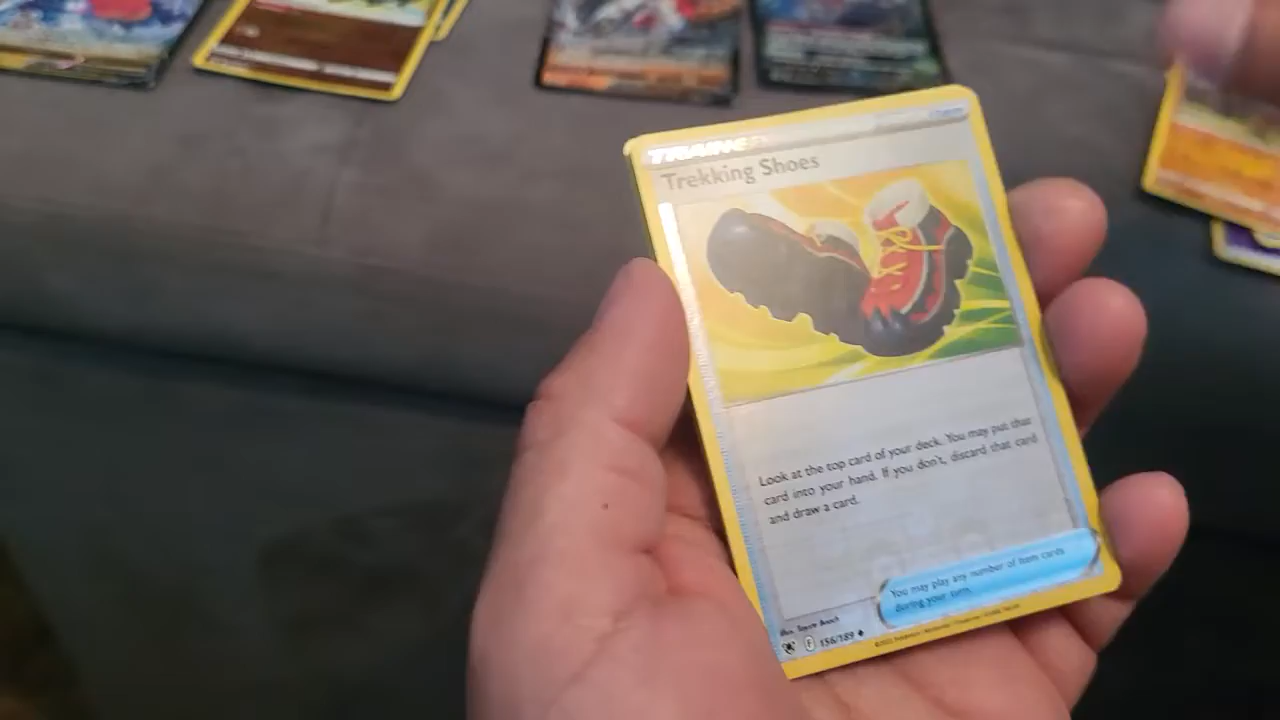 TRAINER
Trekking Shoes
Look at the top card of your deck. You may put that
card into your hand. If you don't, discard that card
and draw a card.
You may play any number of Item cards
during your turn.
F 156/189